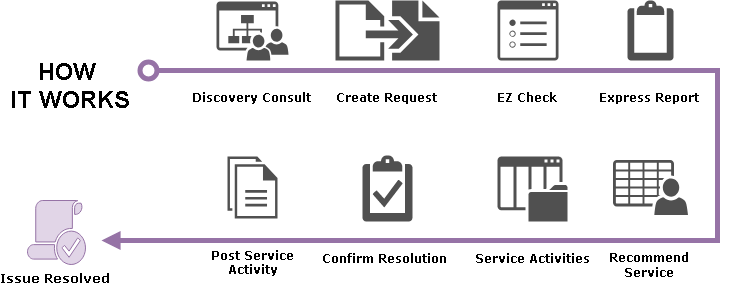 HOW
IT WORKS
Discovery Consult
Create Request
EZ Check
Express Report
Recommend
Service
Service Activities
Confirm Resolution
Post Service
Activity
Issue Resolved